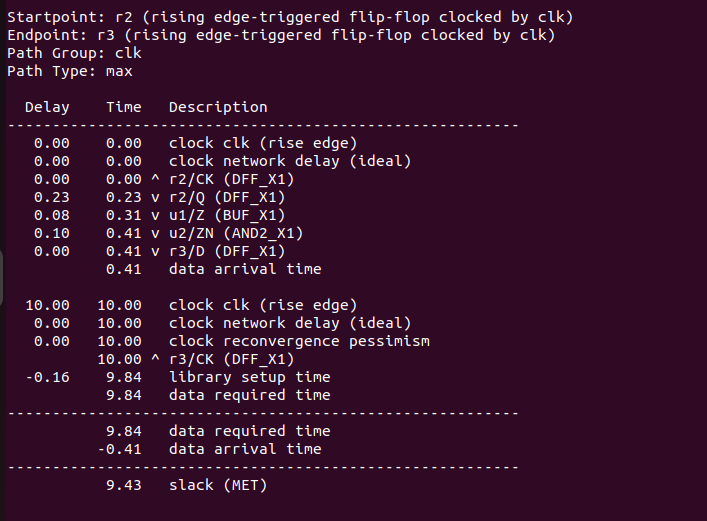 Startpoint: r2 (rising edge-triggered flip-flop clocked by clk)
Endpoint: r3 (rising edge-triggered flip-flop clocked by clk)
Path Group: clk
Path Type: max

  Delay    Time   Description
---------------------------------------------------------
   0.00    0.00   clock clk (rise edge)
   0.00    0.00   clock network delay (ideal)
   0.00    0.00 ^ r2/CK (DFF_X1)
   0.23    0.23 v r2/Q (DFF_X1)
   0.08    0.31 v u1/Z (BUF_X1)
   0.10    0.41 v u2/ZN (AND2_X1)
   0.00    0.41 v r3/D (DFF_X1)
           0.41   data arrival time

  10.00   10.00   clock clk (rise edge)
   0.00   10.00   clock network delay (ideal)
   0.00   10.00   clock reconvergence pessimism
          10.00 ^ r3/CK (DFF_X1)
  -0.16    9.84   library setup time
           9.84   data required time
---------------------------------------------------------
           9.84   data required time
          -0.41   data arrival time
---------------------------------------------------------
           9.43   slack (MET)